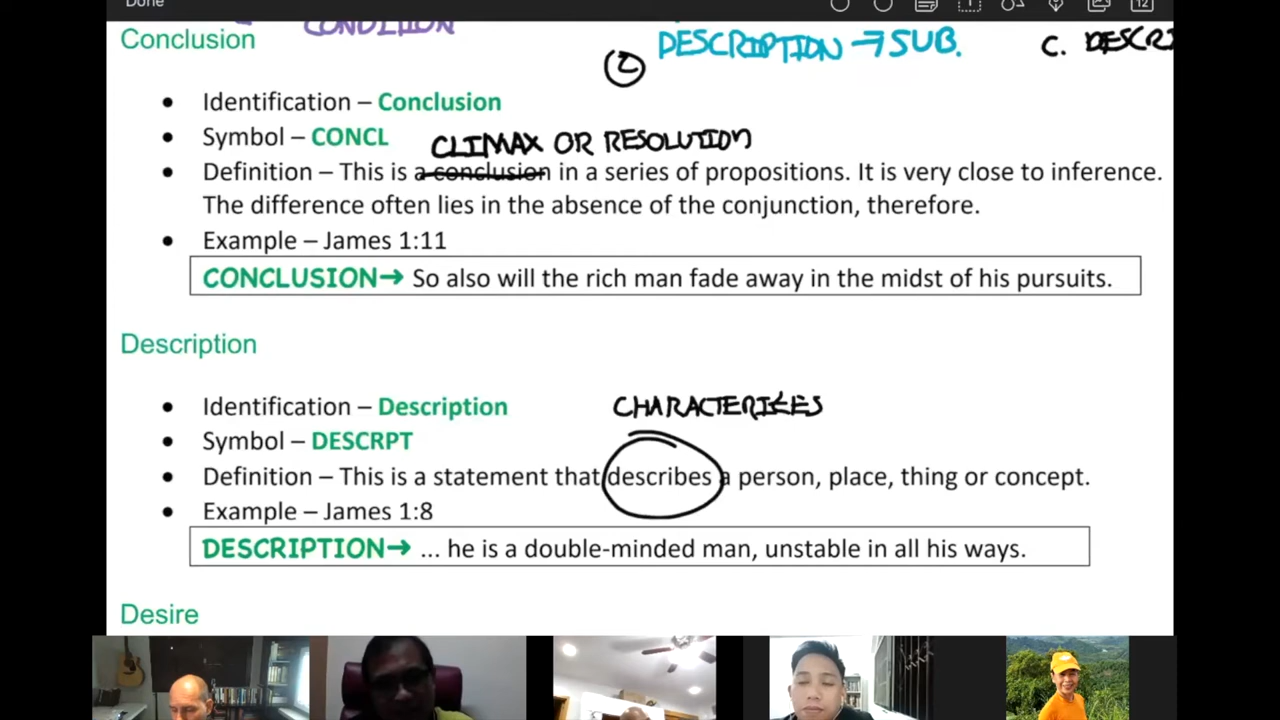 Done
CONDITION
Conclusion
DESCRIPTION → SUB.
C. DESCRI
2
• Identification – Conclusion
• Symbol – CONCL
CLIMAX OR RESOLUTION
• Definition – This is a conclusion in a series of propositions. It is very close to inference.
The difference often lies in the absence of the conjunction, therefore.
• Example – James 1:11
CONCLUSION→ So also will the rich man fade away in the midst of his pursuits.
Description
• Identification – Description
CHARACTERIZES
• Symbol – DESCRPT
• Definition – This is a statement that describes a person, place, thing or concept.
• Example – James 1:8
DESCRIPTION→ ... he is a double-minded man, unstable in all his ways.
Desire